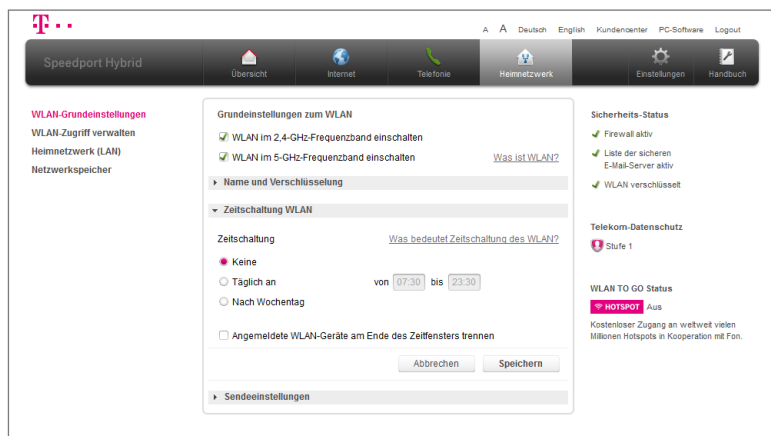 T
A A Deutsch English Kundencenter PC-Software Logout
Speedport Hybrid
Übersicht
Internet
Telefonie
Heimnetzwerk
Einstellungen
Handbuch
WLAN-Grundeinstellungen
WLAN-Zugriff verwalten
Heimnetzwerk (LAN)
Netzwerkspeicher
Grundeinstellungen zum WLAN
WLAN im 2,4-GHz-Frequenzband einschalten
WLAN im 5-GHz-Frequenzband einschalten Was ist WLAN?
Name und Verschlüsselung
Zeitschaltung WLAN
Zeitschaltung Was bedeutet Zeitschaltung des WLAN?
Keine
Täglich an von 07:30 bis 23:30
Nach Wochentag
Angemeldete WLAN-Geräte am Ende des Zeitfensters trennen
Abbrechen Speichern
Sendeeinstellungen
Sicherheits-Status
Firewall aktiv
Liste der sicheren
E-Mail-Server aktiv
WLAN verschlüsselt
Telekom-Datenschutz
Stufe 1
WLAN TO GO Status
HOTSPOT Aus
Kostenloser Zugang an weltweit vielen
Millionen Hotspots in Kooperation mit Fon.